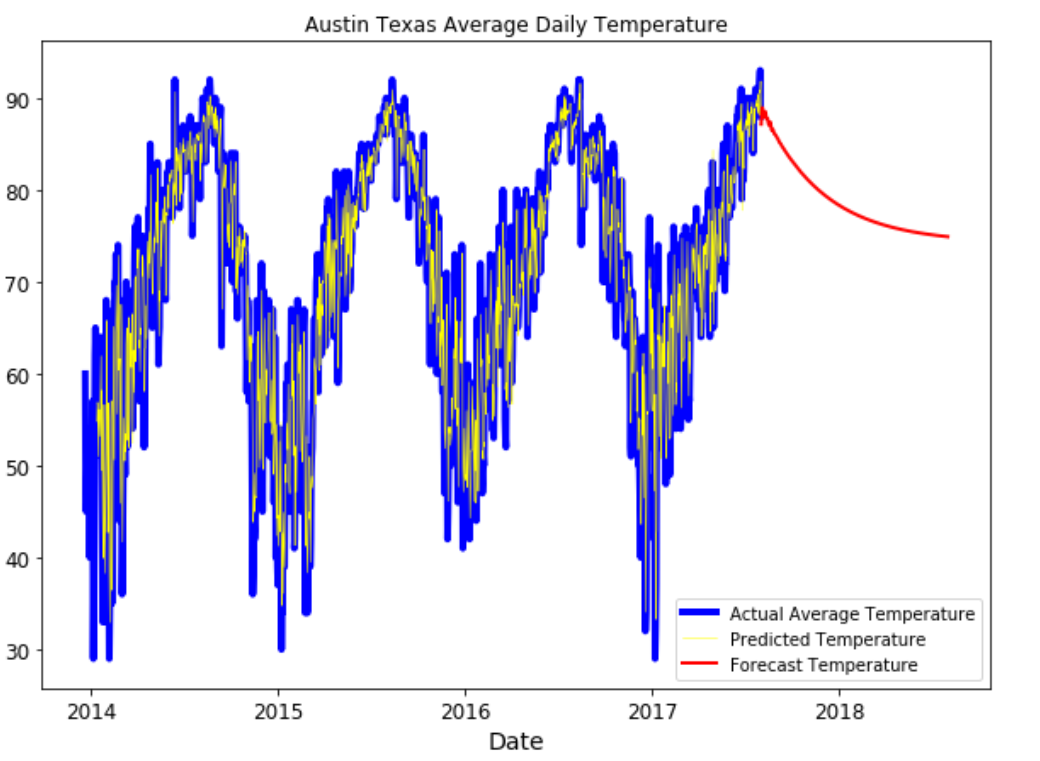 Austin Texas Average Daily Temperature
90
80
70
60
50
40
30
Actual Average Temperature
Predicted Temperature
Forecast Temperature
2014 2015 2016 2017 2018
Date